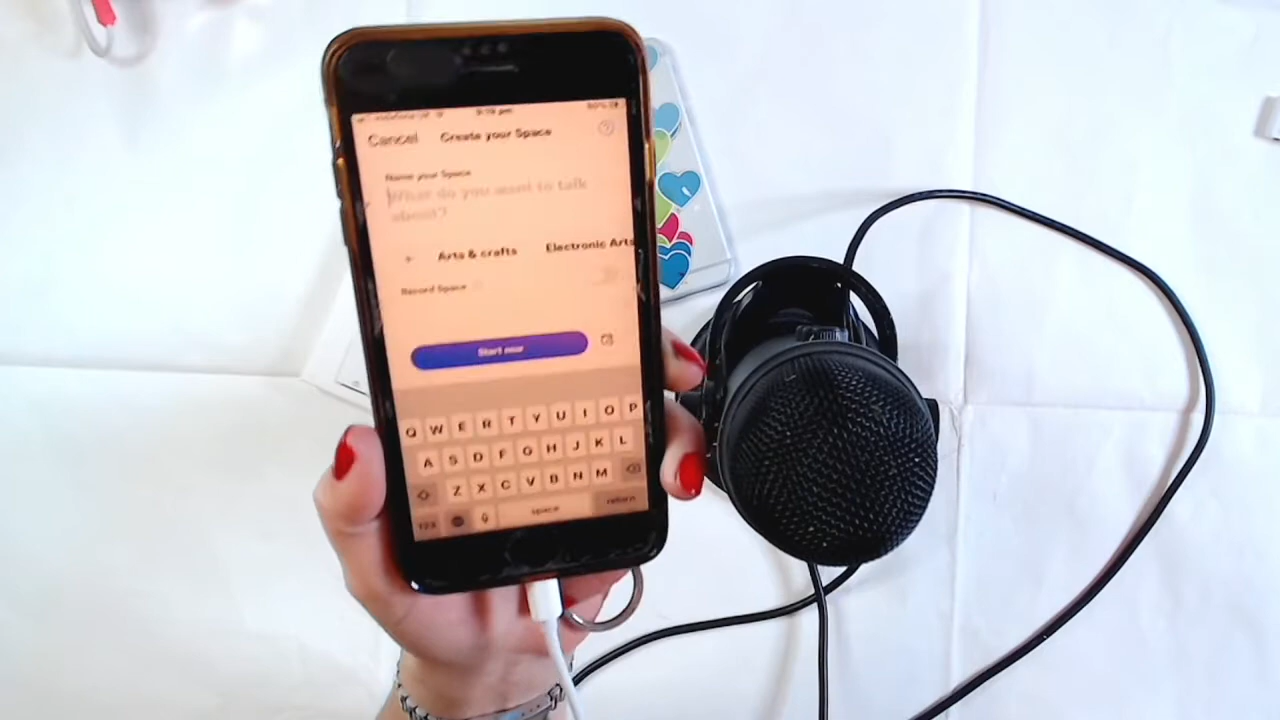 Cancel Create your Space
Name your Space
What do you want to talk
about?
+ Arts & crafts Electronic Arts
Record Space
Start now
Q W E R T Y U I O P
A S D F G H J K L
Z X C V B N M
123 space return